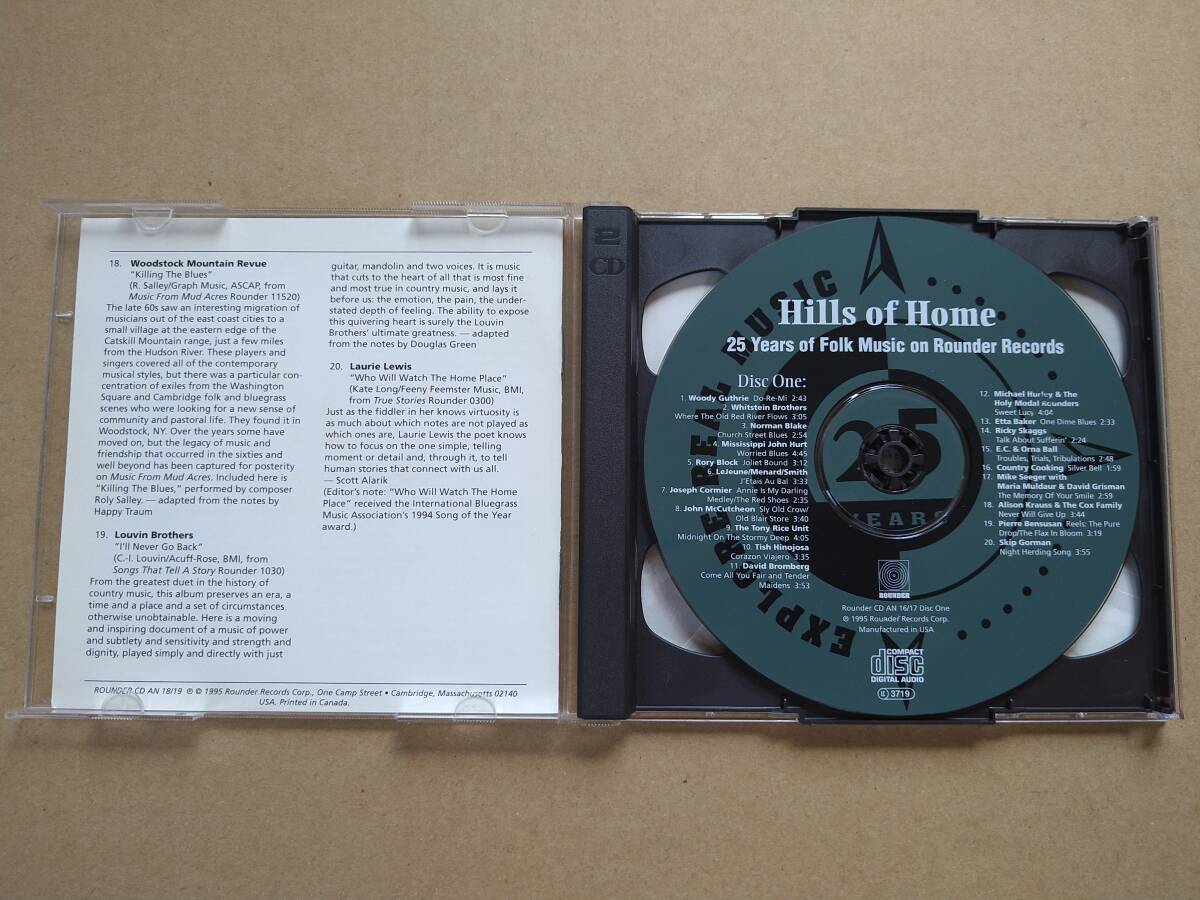 18. Woodstock Mountain Revue
"Killing The Blues"
(R. Salley/Graph Music, ASCAP, from
Music From Mud Acres Rounder 11520)
The late 60s saw an interesting migration of
musicians out of the east coast cities to a
small village at the eastern edge of the
Catskill Mountain range, just a few miles
from the Hudson River. These players and
singers covered all of the contemporary
musical styles, but there was a particular con-
centration of exiles from the Washington
Square and Cambridge folk and bluegrass
scenes who were looking for a new sense of
community and pastoral life. They found it in
Woodstock, NY. Over the years some have
moved on, but the legacy of music and
friendship that occurred in the sixties and
well beyond has been captured for posterity
on Music From Mud Acres. Included here is
"Killing The Blues," performed by composer
Roly Salley. — adapted from the notes by
Happy Traum
19. Louvin Brothers
"I'll Never Go Back"
(C.-I. Louvin/Acuff-Rose, BMI, from
Songs That Tell A Story Rounder 1030)
From the greatest duet in the history of
country music, this album preserves an era, a
time and a place and a set of circumstances
otherwise unobtainable. Here is a moving
and inspiring document of a music of power
and subtlety and sensitivity and strength and
dignity, played simply and directly with just
guitar, mandolin and two voices. It is music
that cuts to the heart of all that is most fine
and most true in country music, and lays it
before us: the emotion, the pain, the under-
stated depth of feeling. The ability to expose
this quivering heart is surely the Louvin
Brothers' ultimate greatness. — adapted
from the notes by Douglas Green
20. Laurie Lewis
"Who Will Watch The Home Place"
(Kate Long/Feeny Feemster Music, BMI,
from True Stories Rounder 0300)
Just as the fiddler in her knows virtuosity is
as much about which notes are not played as
which ones are, Laurie Lewis the poet knows
how to focus on the one simple, telling
moment or detail and, through it, to tell
human stories that connect with us all.
— Scott Alarik
(Editor's note: "Who Will Watch The Home
Place" received the International Bluegrass
Music Association's 1994 Song of the Year
award.)
ROUNDER CD AN 18/19 ℗ © 1995 Rounder Records Corp., One Camp Street • Cambridge, Massachusetts 02140
USA. Printed in Canada.
2
CD
EXPLORE REAL MUSIC
Hills of Home
25 Years of Folk Music on Rounder Records
Disc One:
1. Woody Guthrie Do-Re-Mi 2:43
2. Whitstein Brothers
Where The Old Red River Flows 3:05
3. Norman Blake
Church Street Blues 2:54
4. Mississippi John Hurt
Worried Blues 4:45
5. Rory Block Joliet Bound 3:12
6. LeJeune/Menard/Smith
J'Etais Au Bal 3:33
7. Joseph Cormier Annie Is My Darling
Medley/The Red Shoes 2:35
8. John McCutcheon Sly Old Crow/
Old Blair Store 3:40
9. The Tony Rice Unit
Midnight On The Stormy Deep 4:05
10. Tish Hinojosa
Corazon Viajero 3:35
11. David Bromberg
Come All You Fair and Tender
Maidens 3:53
12. Michael Hurley & The
Holy Modal Rounders
Sweet Lucy 4:04
13. Etta Baker One Dime Blues 2:33
14. Ricky Skaggs
Talk About Sufferin' 2:24
15. E.C. & Orna Ball
Troubles, Trials, Tribulations 2:48
16. Country Cooking Silver Bell 1:59
17. Mike Seeger with
Maria Muldaur & David Grisman
The Memory Of Your Smile 2:59
18. Alison Krauss & The Cox Family
Never Will Give Up 3:44
19. Pierre Bensusan Reels: The Pure
Drop/The Flax In Bloom 3:19
20. Skip Gorman
Night Herding Song 3:55
25
YEARS
ROUNDER
Rounder CD AN 16/17 Disc One
℗ 1995 Rounder Records Corp.
Manufactured in USA
COMPACT
disc
DIGITAL AUDIO
3719